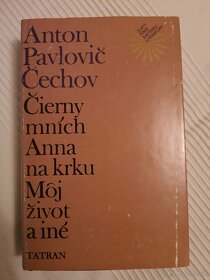 Anton
Pavlovič
Čechov
Čierny
mních
Anna
na krku
Môj
život
a iné
TATRAN